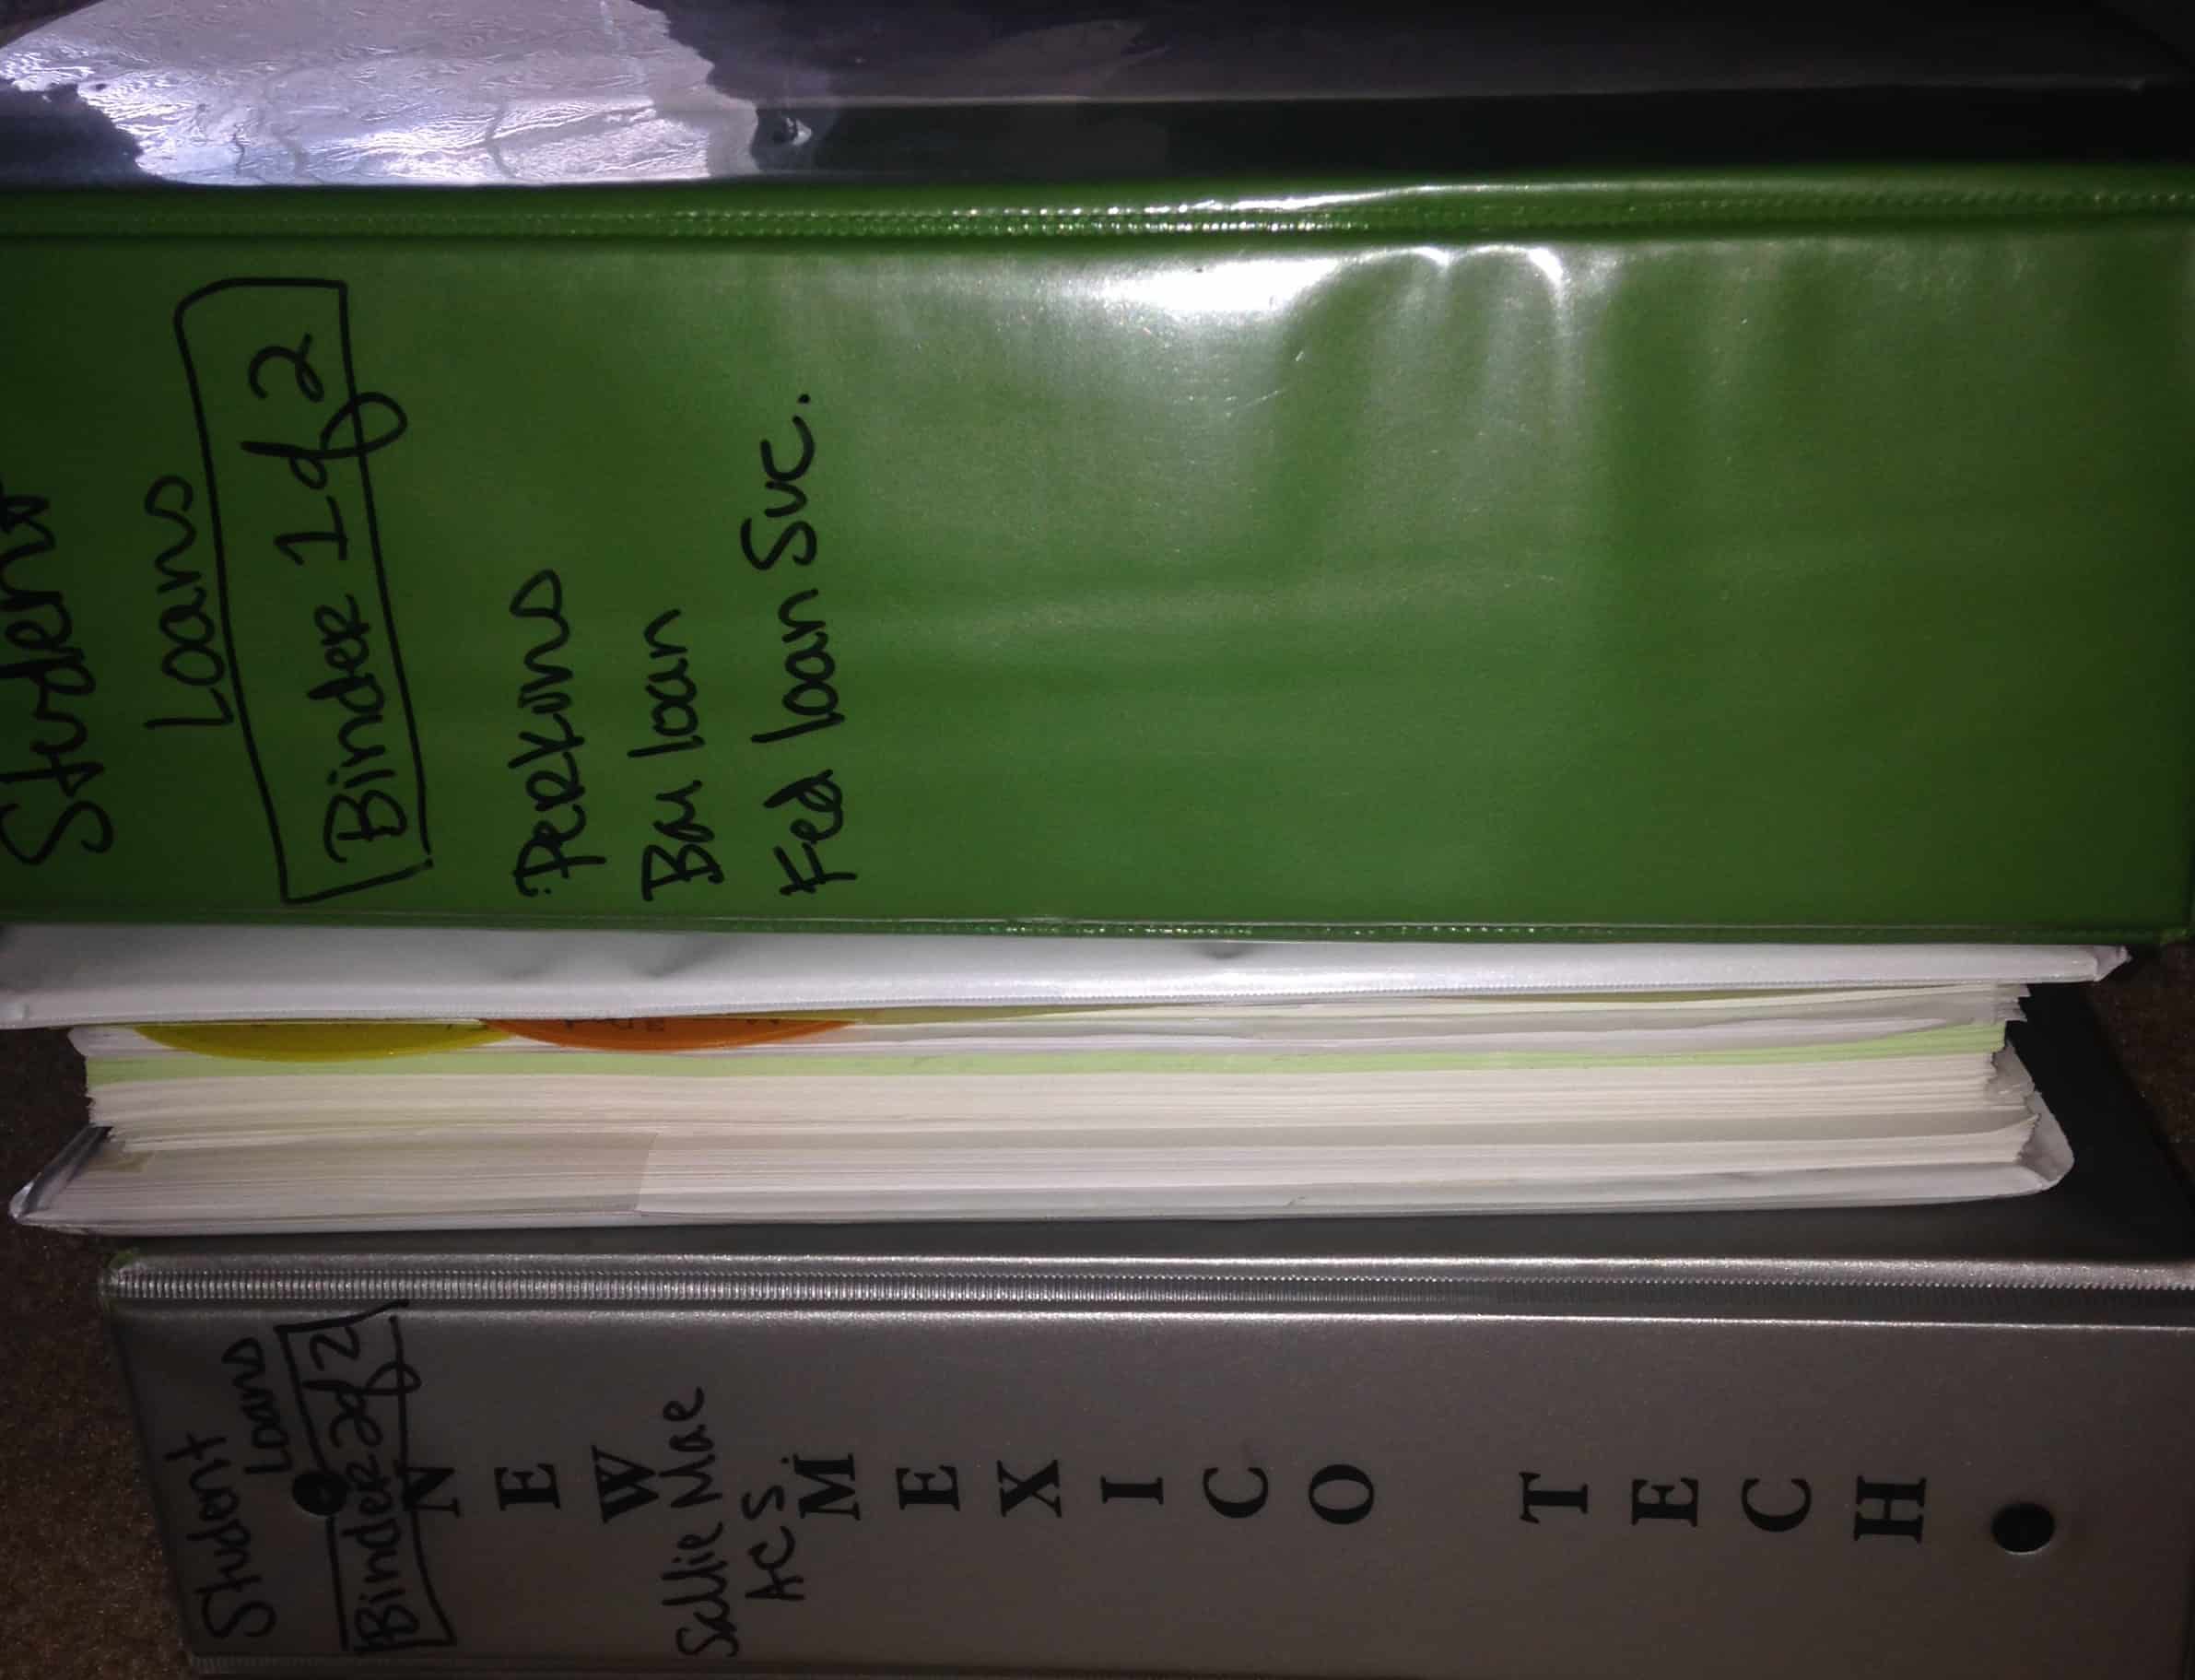 Student
Loans
Binder 1 of 2
Perkins
Bar loan
Fed loan Svc.
Student
Loans
Binder 2 of 2
Sallie Mae
ACS
NEW MEXICO TECH